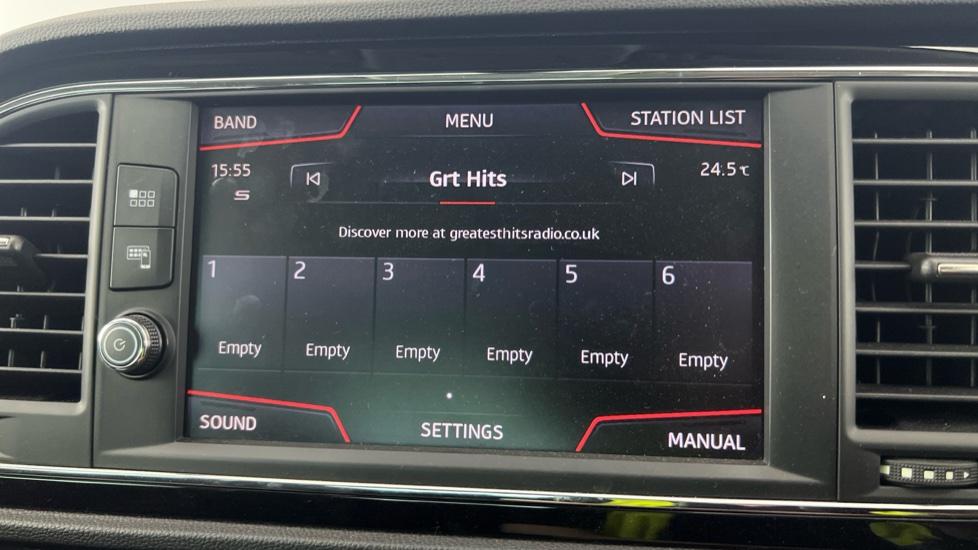 BAND MENU STATION LIST
15:55 Grt Hits 24.5℃
S
Discover more at greatesthitsradio.co.uk
1 2 3 4 5 6
Empty Empty Empty Empty Empty Empty
SOUND SETTINGS MANUAL